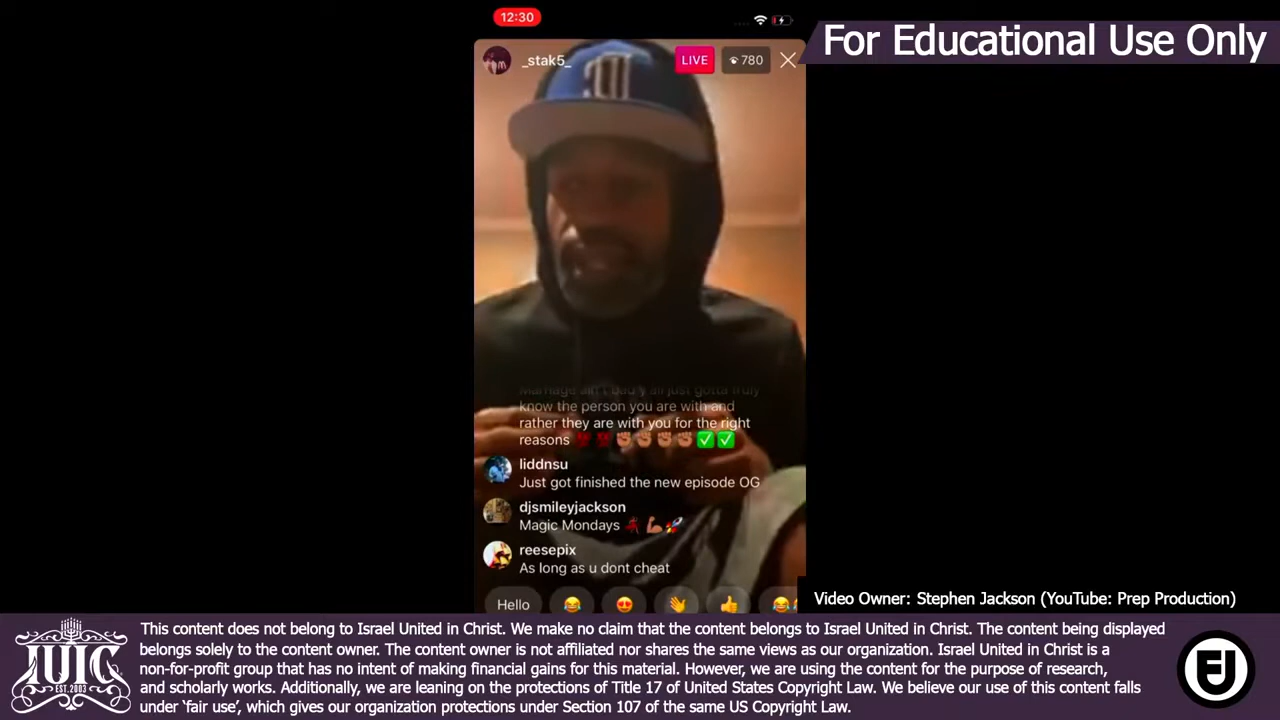 12:30
For Educational Use Only
_stak5_
LIVE
780
Marriage ain't bad y'all just gotta truly
know the person you are with and
rather they are with you for the right
reasons
liddnsu
Just got finished the new episode OG
djsmileyjackson
Magic Mondays
reesepix
As long as u dont cheat
Hello
Video Owner: Stephen Jackson (YouTube: Prep Production)
IUIC
EST.2003
This content does not belong to Israel United in Christ. We make no claim that the content belongs to Israel United in Christ. The content being displayed
belongs solely to the content owner. The content owner is not affiliated nor shares the same views as our organization. Israel United in Christ is a
non-for-profit group that has no intent of making financial gains for this material. However, we are using the content for the purpose of research,
and scholarly works. Additionally, we are leaning on the protections of Title 17 of United States Copyright Law. We believe our use of this content falls
under ‘fair use’, which gives our organization protections under Section 107 of the same US Copyright Law.